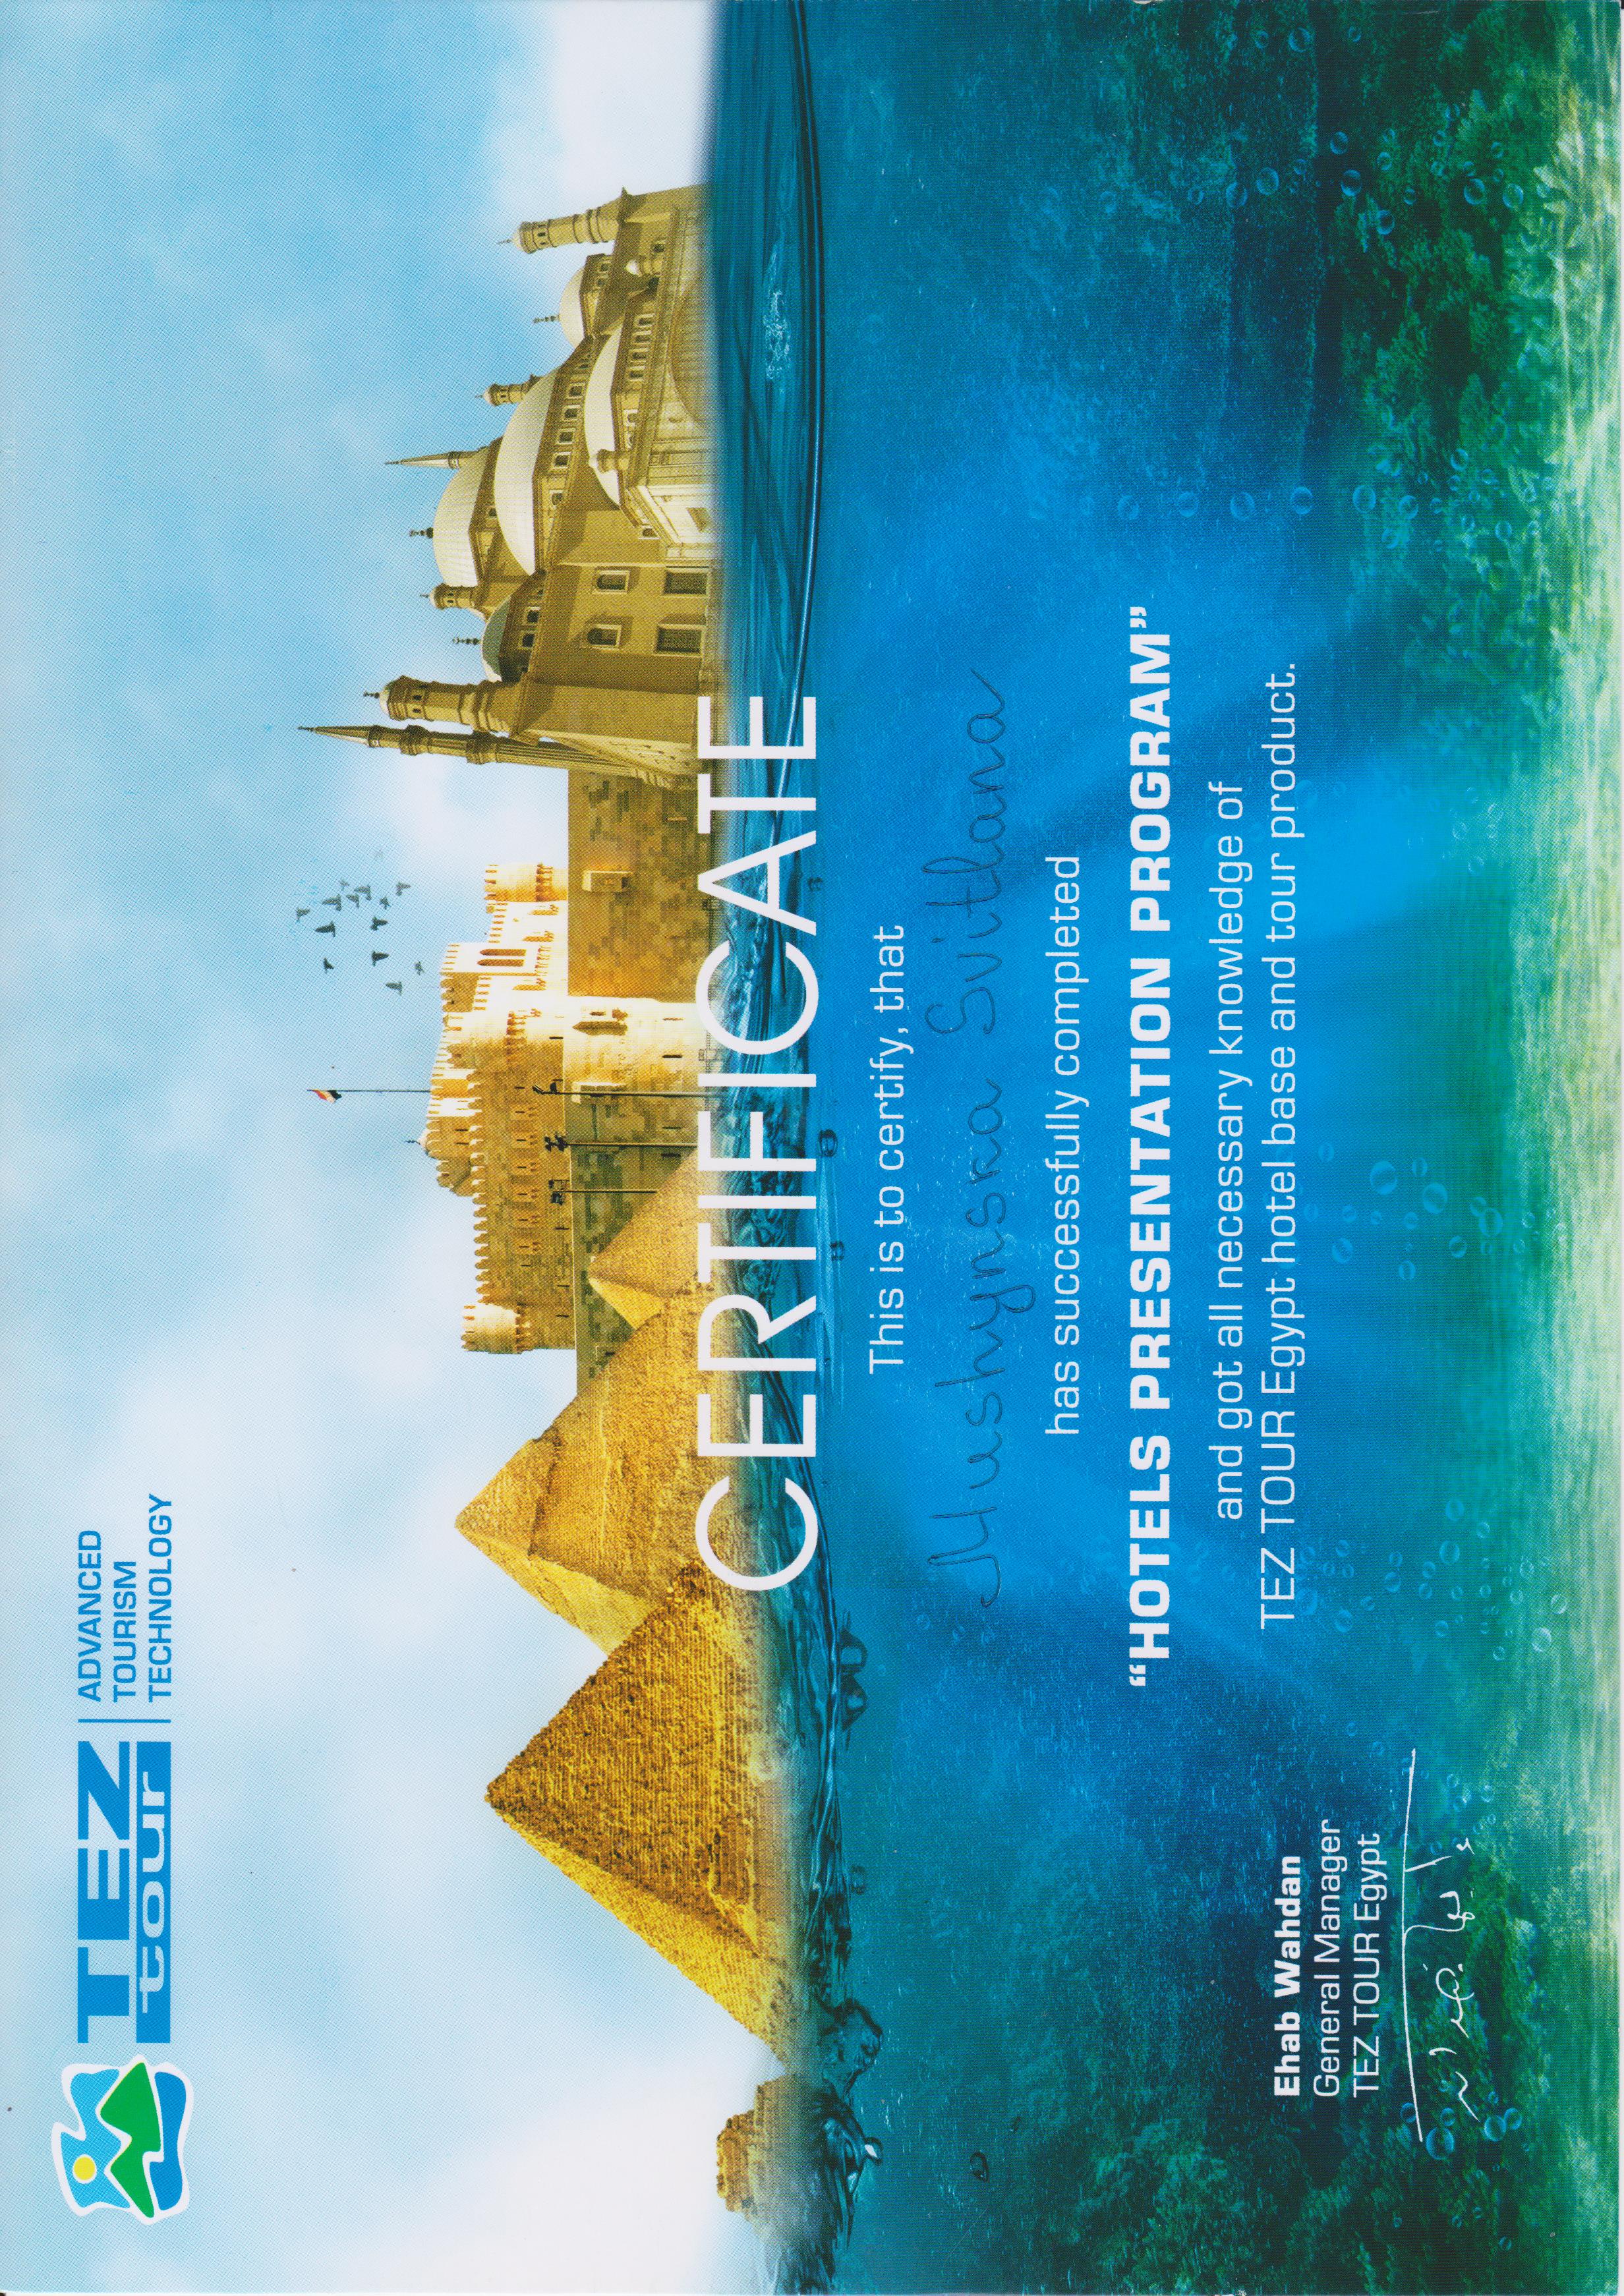 TEZ
tour
ADVANCED
TOURISM
TECHNOLOGY
CERTIFICATE
This is to certify, that
Mushynsna Svitlana
has successfully completed
“HOTELS PRESENTATION PROGRAM”
and got all necessary knowledge of
TEZ TOUR Egypt hotel base and tour product.
Ehab Wahdan
General Manager
TEZ TOUR Egypt